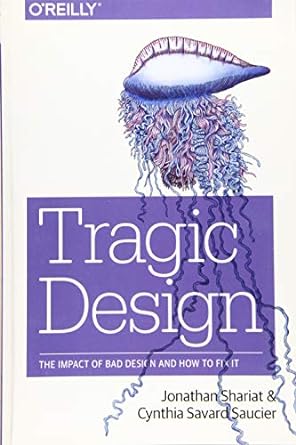 O'REILLY®
Tragic
Design
THE IMPACT OF BAD DESIGN AND HOW TO FIX IT
Jonathan Shariat &
Cynthia Savard Saucier